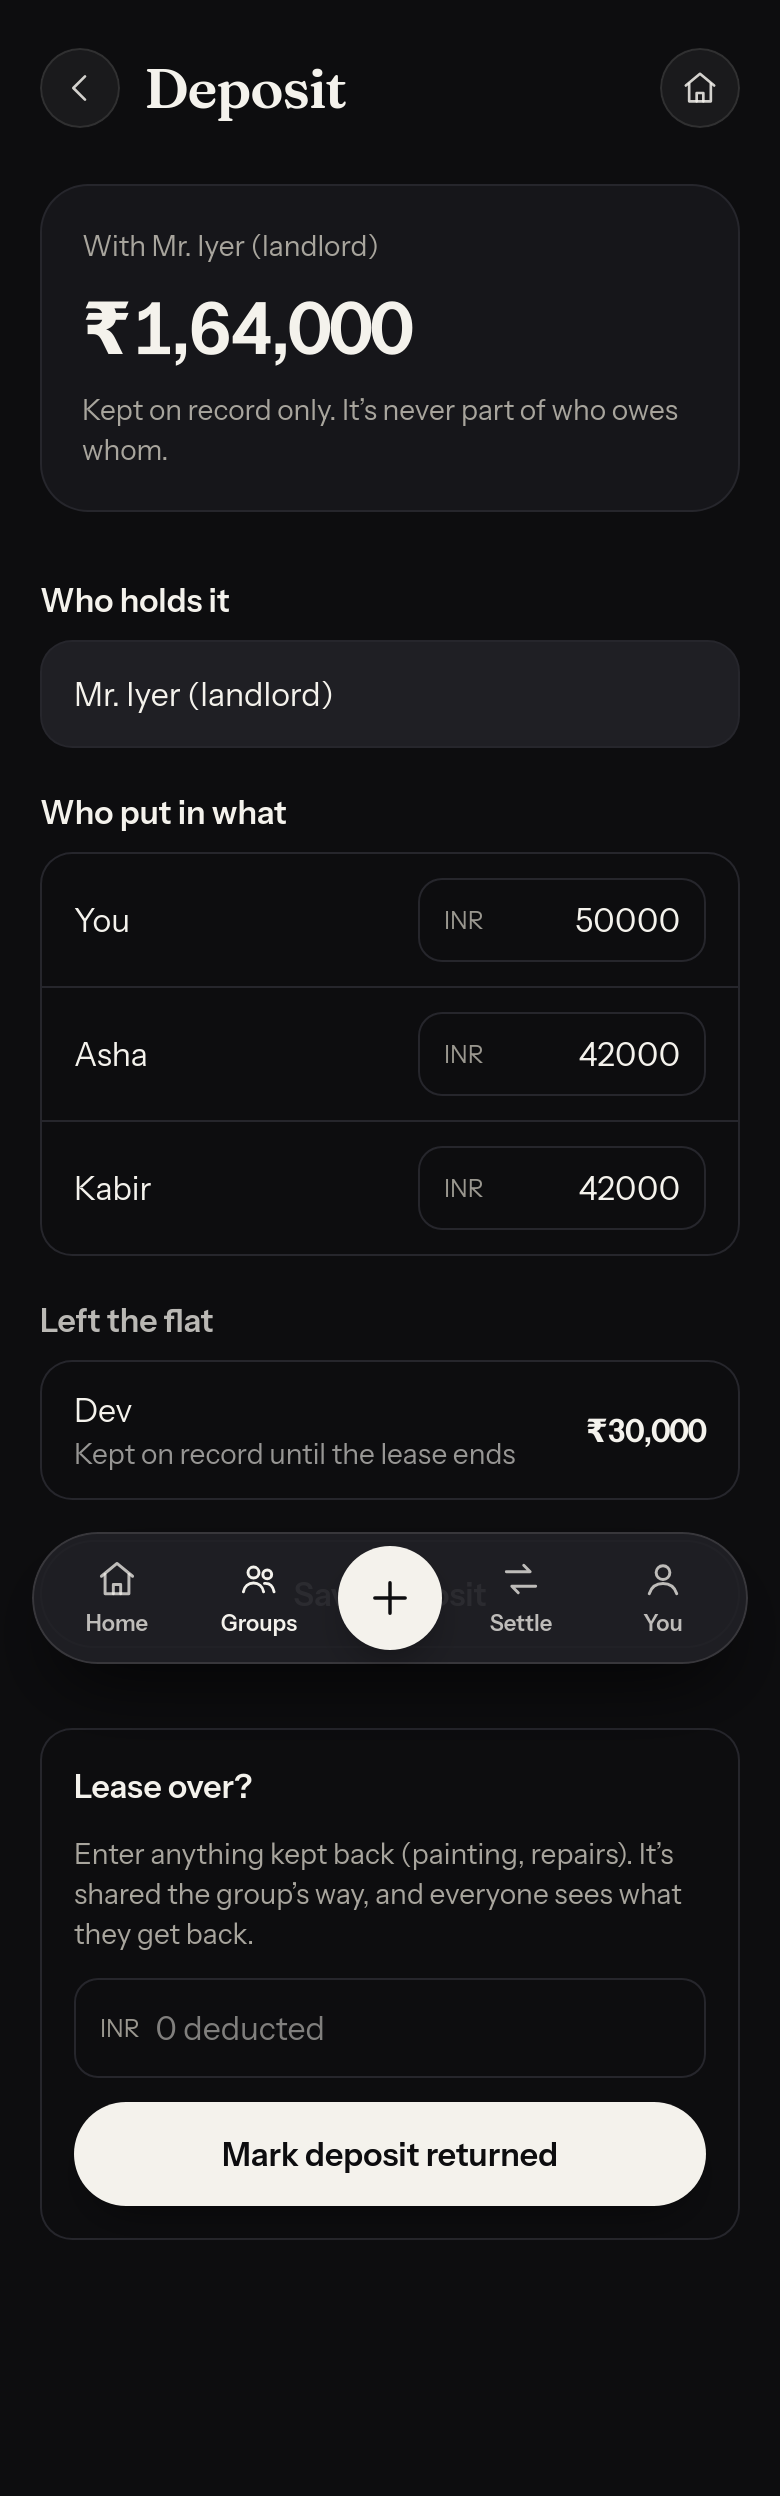 Deposit
With Mr. Iyer (landlord)
₹1,64,000
Kept on record only. It’s never part of who owes
whom.
Who holds it
Mr. Iyer (landlord)
Who put in what
You
INR 50000
Asha
INR 42000
Kabir
INR 42000
Left the flat
Dev
Kept on record until the lease ends
₹30,000
Home
Groups
Settle
You
Lease over?
Enter anything kept back (painting, repairs). It’s
shared the group’s way, and everyone sees what
they get back.
INR 0 deducted
Mark deposit returned